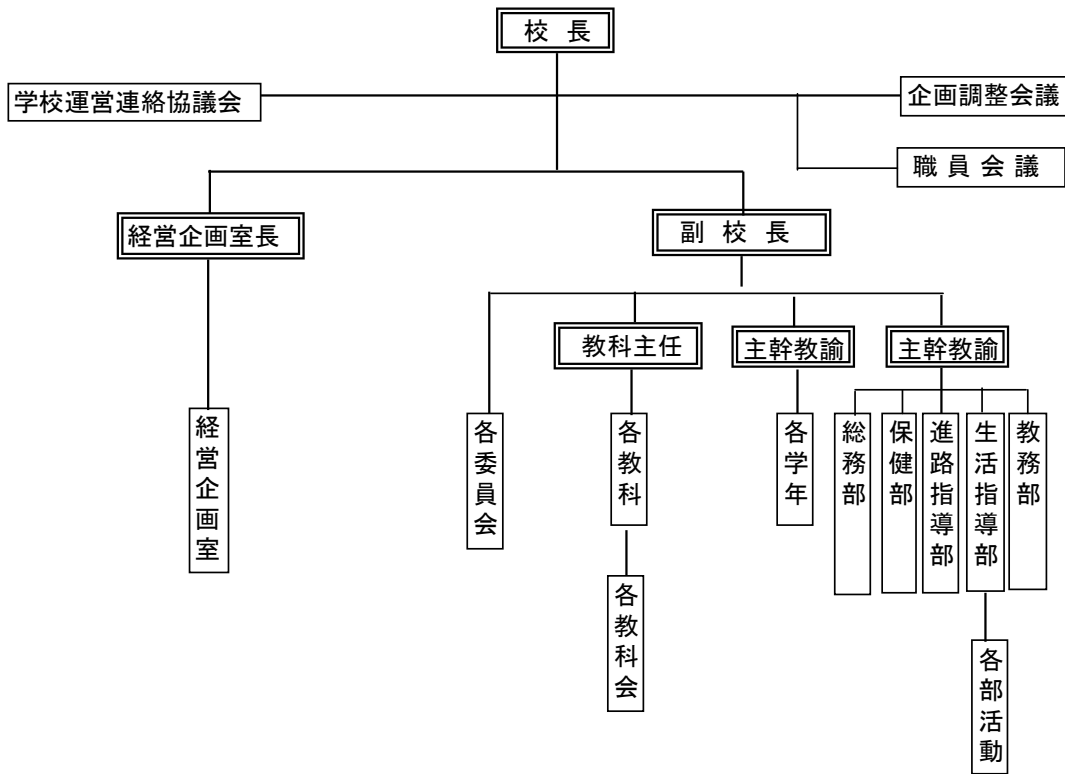 校長
学校運営連絡協議会
企画調整会議
職員会議
経営企画室長
副校長
教科主任
主幹教諭
主幹教諭
経営企画室
各委員会
各教科
各学年
総務部
保健部
進路指導部
生活指導部
教務部
各教科会
各部活動